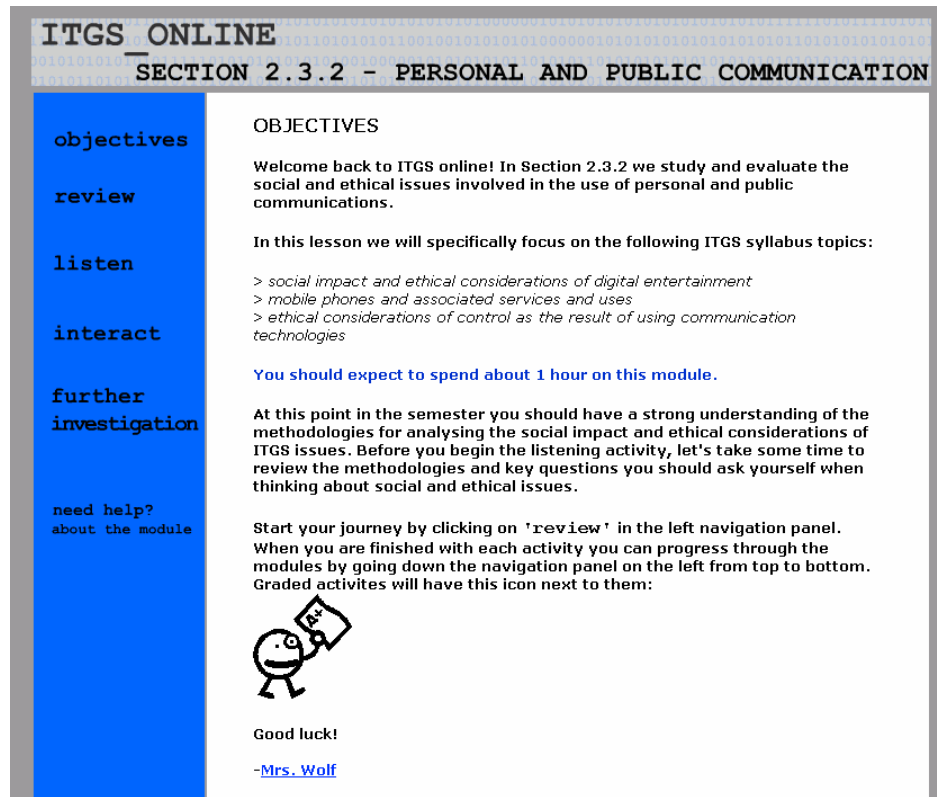 ITGS_ONLINE
SECTION 2.3.2 - PERSONAL AND PUBLIC COMMUNICATION
objectives
review
listen
interact
further
investigation
need help?
about the module
OBJECTIVES
Welcome back to ITGS online! In Section 2.3.2 we study and evaluate the
social and ethical issues involved in the use of personal and public
communications.
In this lesson we will specifically focus on the following ITGS syllabus topics:
> social impact and ethical considerations of digital entertainment
> mobile phones and associated services and uses
> ethical considerations of control as the result of using communication
technologies
You should expect to spend about 1 hour on this module.
At this point in the semester you should have a strong understanding of the
methodologies for analysing the social impact and ethical considerations of
ITGS issues. Before you begin the listening activity, let's take some time to
review the methodologies and key questions you should ask yourself when
thinking about social and ethical issues.
Start your journey by clicking on 'review' in the left navigation panel.
When you are finished with each activity you can progress through the
modules by going down the navigation panel on the left from top to bottom.
Graded activites will have this icon next to them:
A+
Good luck!
-Mrs. Wolf